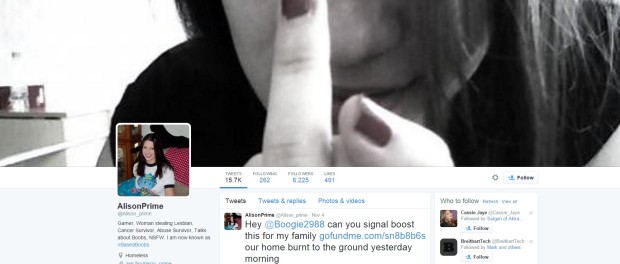 TWEETS FOLLOWING FOLLOWERS LIKES
15.7K 262 6,225 491
Follow
AlisonPrime
@Alison_prime
Gamer, Woman stealing Lesbian,
Cancer Survivor, Abuse Survivor, Talks
about Boobs, NSFW. I am now known as
#BasedBoobs
Homeless
Tweets Tweets & replies Photos & videos
AlisonPrime @Alison_prime Nov 4
Hey @Boogie2988 can you signal boost
this for my family gofundme.com/sn8b8b6s
our home burnt to the ground yesterday
morning
Who to follow Refresh View all
Cassie Jaye @Cassie_Jaye
Followed by Sargon of Akka...
Follow
BreitbartTech @BreitbartTech
Followed by Mark and others
Follow